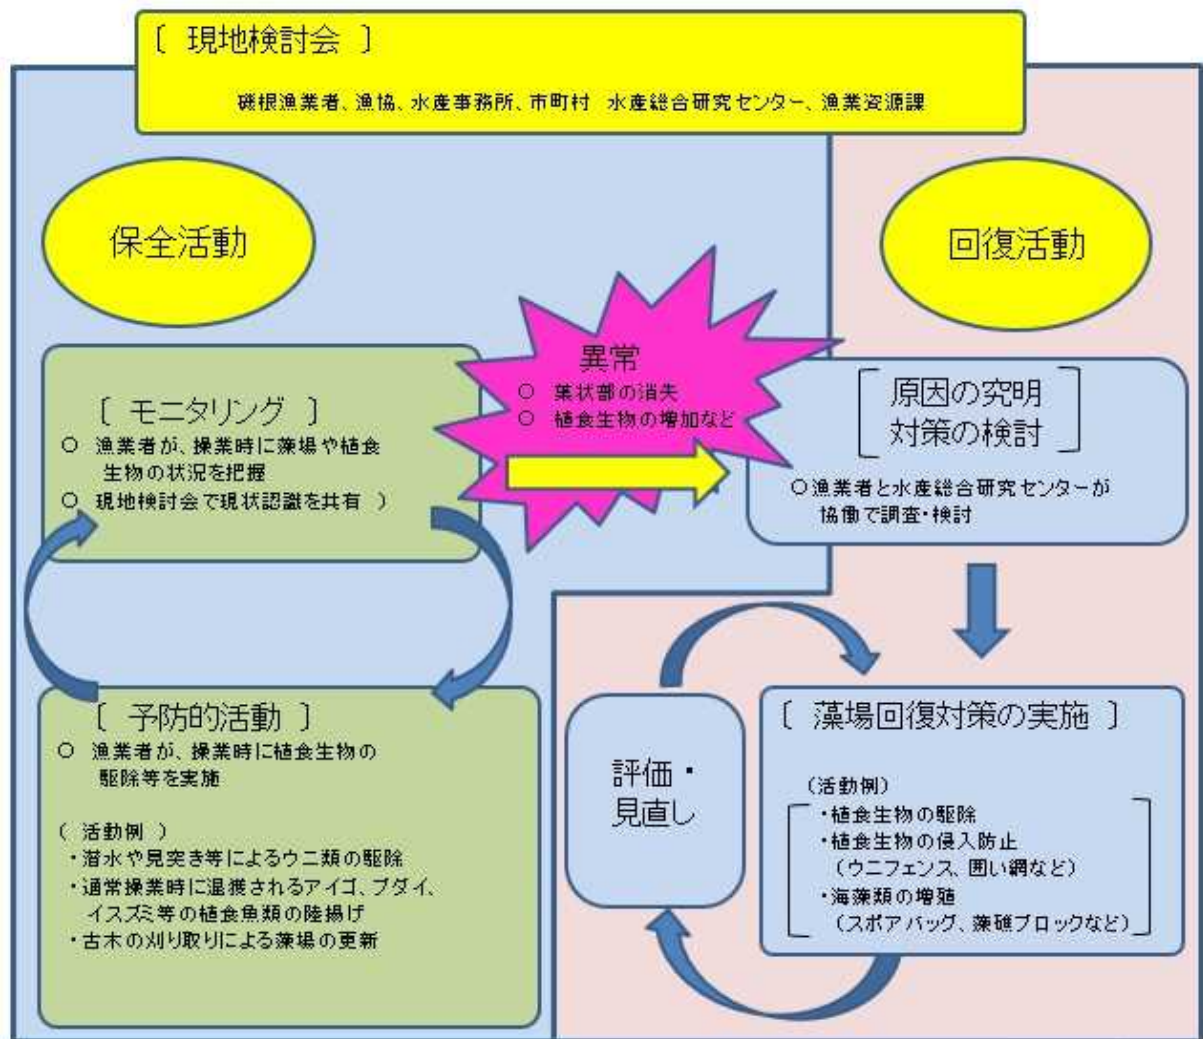 ［ 現地検討会 ］
磯根漁業者、漁協、水産事務所、市町村 水産総合研究センター、漁業資源課
保全活動
回復活動
［ モニタリング ］
○ 漁業者が、操業時に藻場や植食
生物の状況を把握
○ 現地検討会で現状認識を共有 ）
異常
○ 葉状部の消失
○ 植食生物の増加など
原因の究明
対策の検討
○漁業者と水産総合研究センターが
協働で調査・検討
［ 予防的活動 ］
○ 漁業者が、操業時に植食生物の
駆除等を実施
（ 活動例 ）
・潜水や見突き等によるウニ類の駆除
・通常操業時に混獲されるアイゴ、ブダイ、
イスズミ等の植食魚類の陸揚げ
・古木の刈り取りによる藻場の更新
評価・
見直し
［ 藻場回復対策の実施 ］
（活動例）
・植食生物の駆除
・植食生物の侵入防止
（ウニフェンス、囲い網など）
・海藻類の増殖
（スポアバッグ、藻礁ブロックなど）